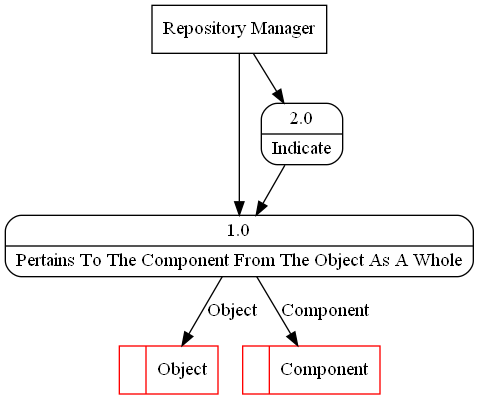 Repository Manager
2.0
Indicate
1.0
Pertains To The Component From The Object As A Whole
Object
Component
Object
Component